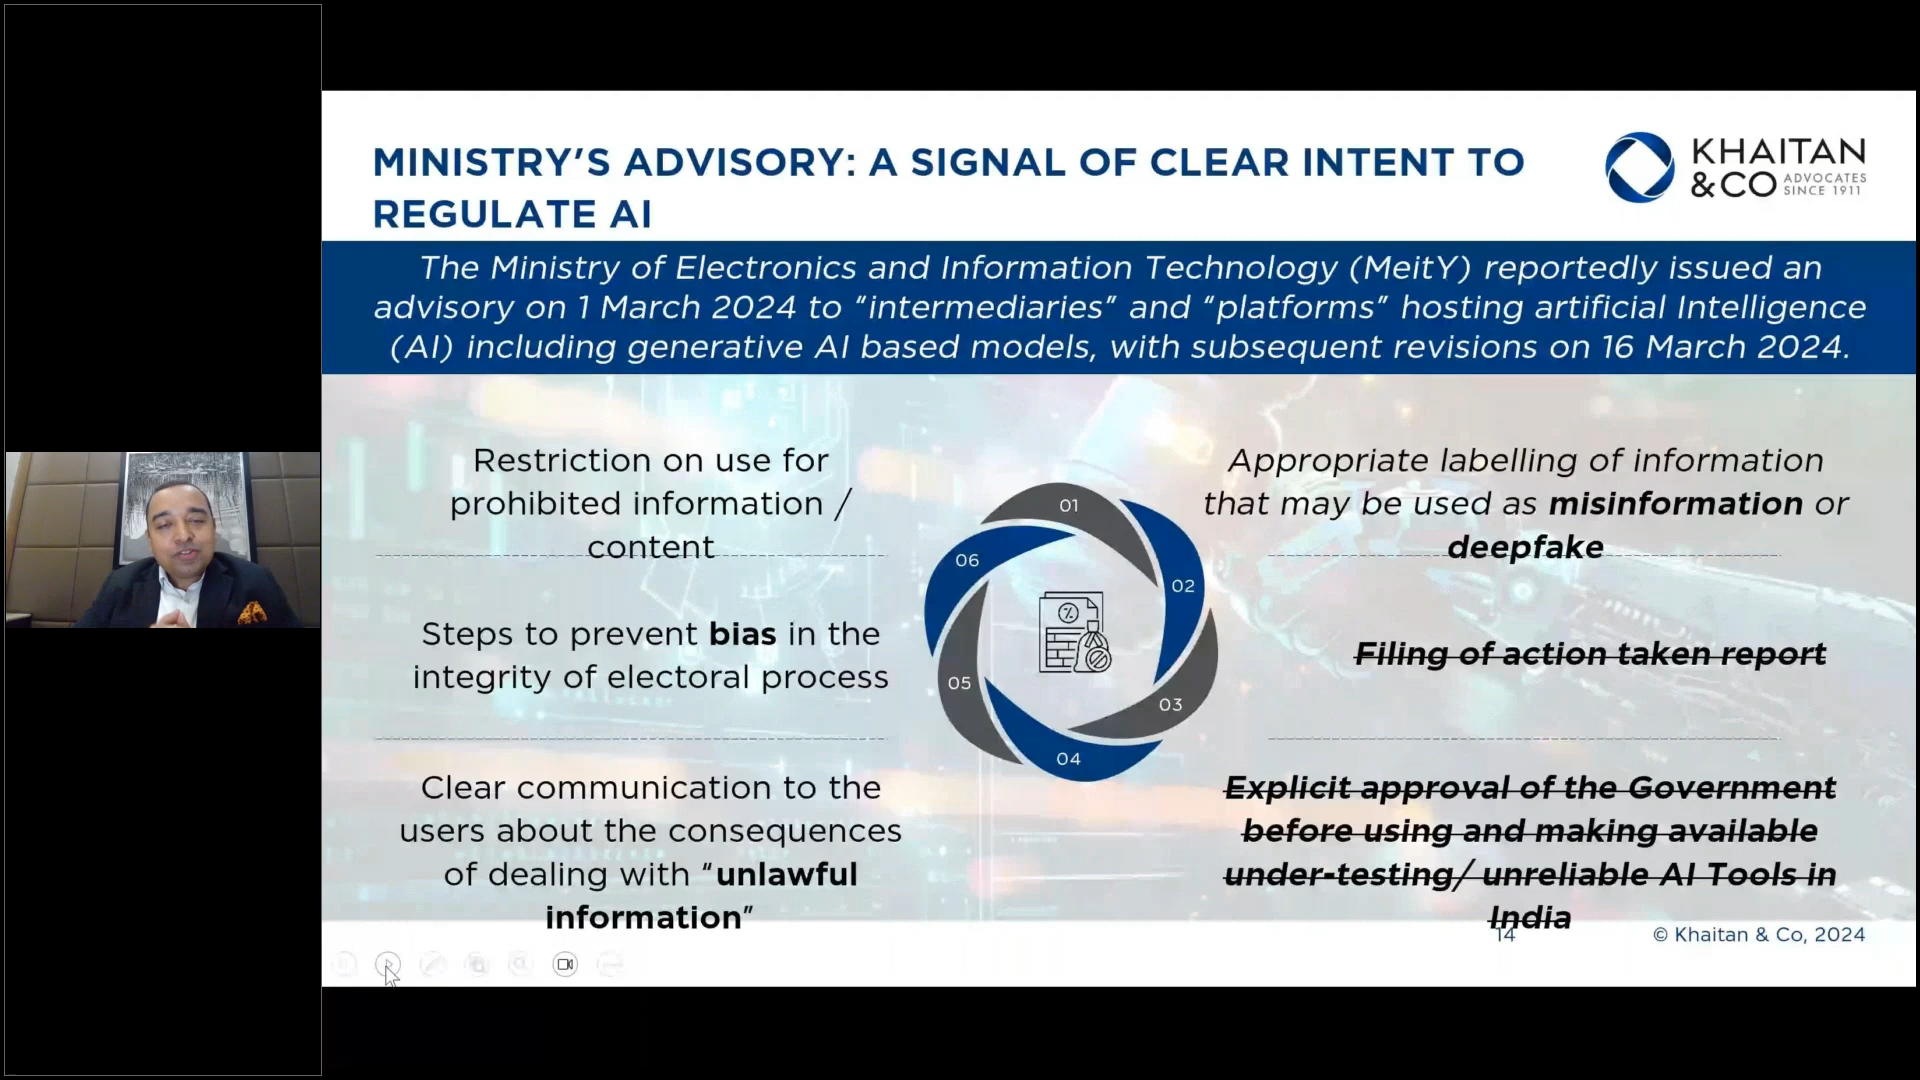 MINISTRY'S ADVISORY: A SIGNAL OF CLEAR INTENT TO
REGULATE AI
KHAITAN
&CO ADVOCATES
SINCE 1911
The Ministry of Electronics and Information Technology (MeitY) reportedly issued an
advisory on 1 March 2024 to "intermediaries" and "platforms" hosting artificial Intelligence
(AI) including generative AI based models, with subsequent revisions on 16 March 2024.
Restriction on use for
prohibited information /
content
Steps to prevent bias in the
integrity of electoral process
Clear communication to the
users about the consequences
of dealing with "unlawful
information"
01
02
03
04
05
06
Appropriate labelling of information
that may be used as misinformation or
deepfake
Filing of action taken report
Explicit approval of the Government
before using and making available
under-testing/ unreliable AI Tools in
India
14
© Khaitan & Co, 2024